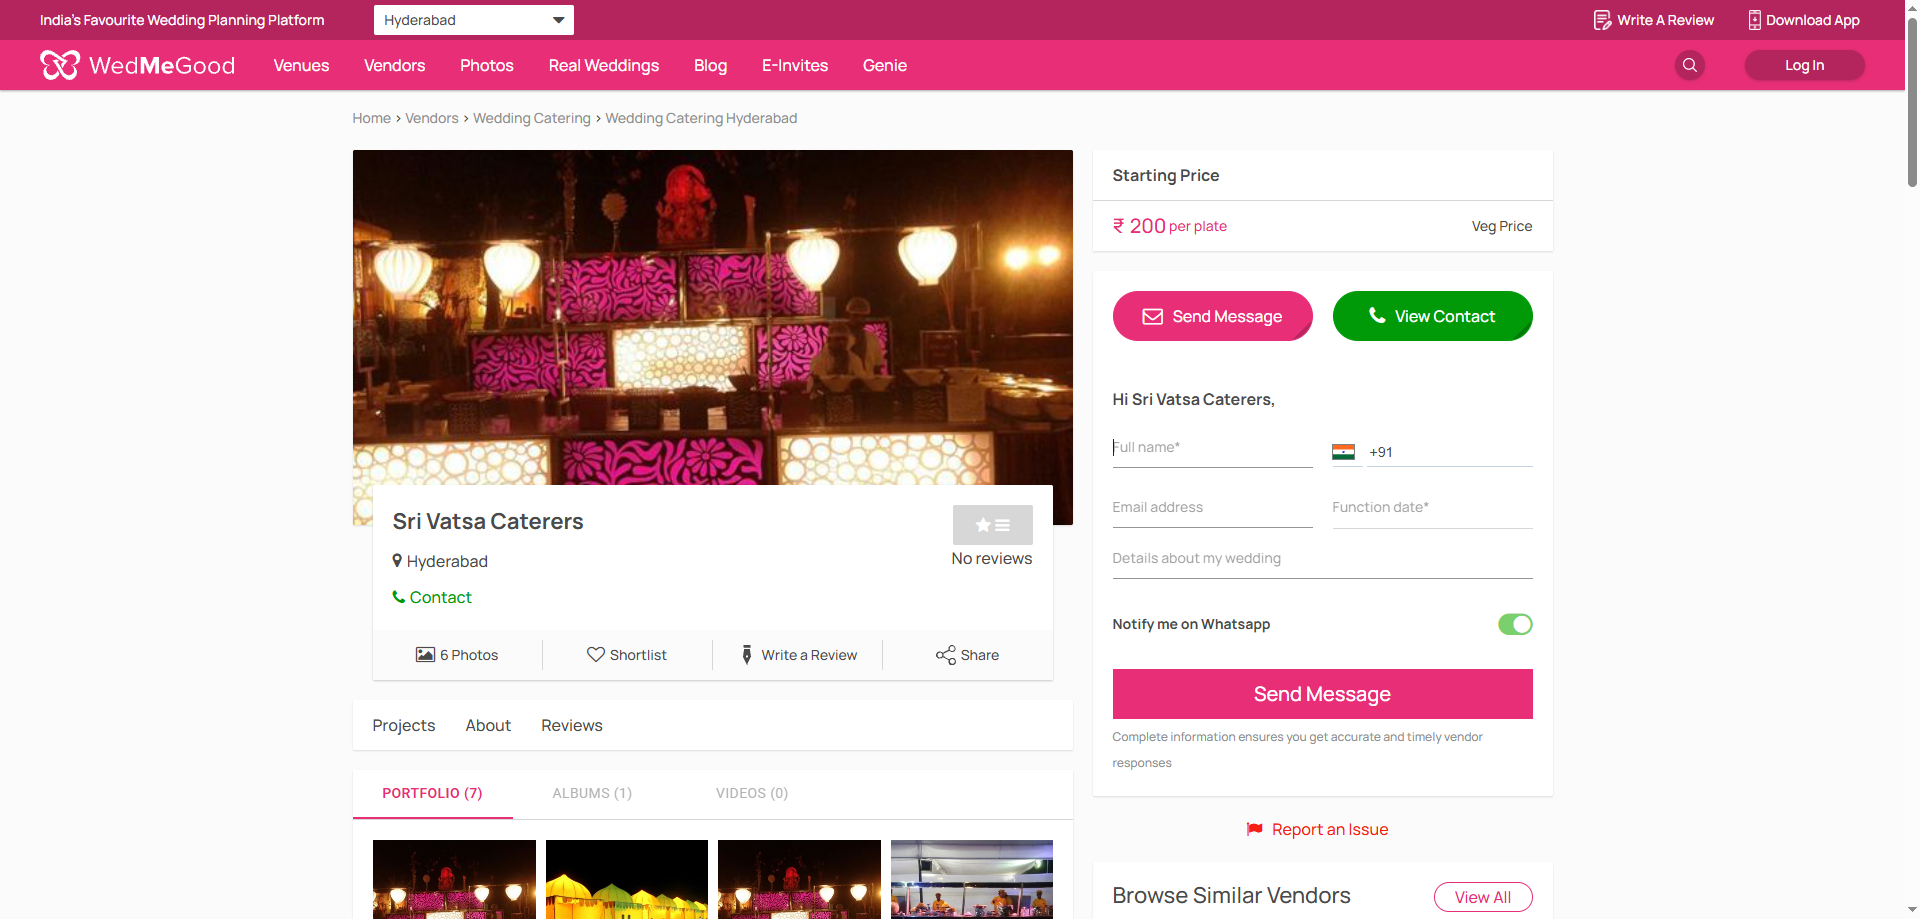 India's Favourite Wedding Planning Platform
Hyderabad
Write A Review
Download App
WedMeGood
Venues
Vendors
Photos
Real Weddings
Blog
E-Invites
Genie
Log In
Home › Vendors › Wedding Catering › Wedding Catering Hyderabad
Sri Vatsa Caterers
Hyderabad
Contact
No reviews
6 Photos
Shortlist
Write a Review
Share
Projects
About
Reviews
PORTFOLIO (7)
ALBUMS (1)
VIDEOS (0)
Starting Price
₹ 200 per plate
Veg Price
Send Message
View Contact
Hi Sri Vatsa Caterers,
Full name*
+91
Email address
Function date*
Details about my wedding
Notify me on Whatsapp
Send Message
Complete information ensures you get accurate and timely vendor
responses
Report an Issue
Browse Similar Vendors
View All